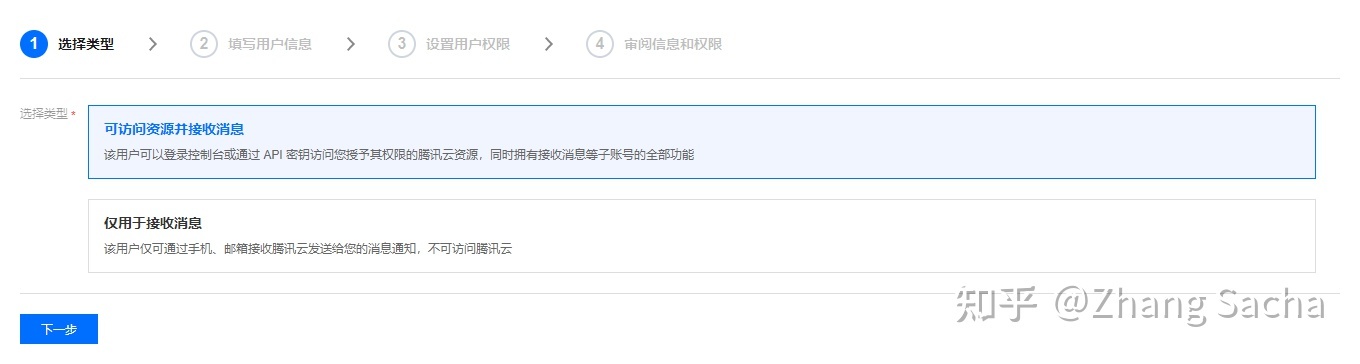 1 选择类型 > 2 填写用户信息 > 3 设置用户权限 > 4 审阅信息和权限
选择类型 *
可访问资源并接收消息
该用户可以登录控制台或通过 API 密钥访问您授予其权限的腾讯云资源，同时拥有接收消息等子账号的全部功能
仅用于接收消息
该用户仅可通过手机、邮箱接收腾讯云发送给您的消息通知，不可访问腾讯云
下一步
知乎 @Zhang Sacha